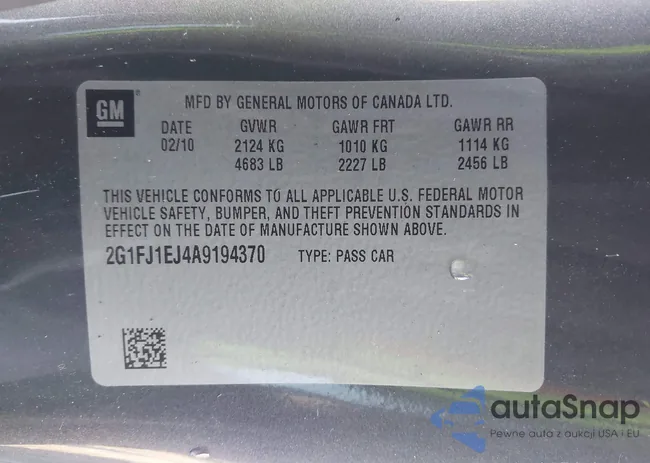 GM
MFD BY GENERAL MOTORS OF CANADA LTD.
DATE GVWR GAWR FRT GAWR RR
02/10 2124 KG 1010 KG 1114 KG
4683 LB 2227 LB 2456 LB
THIS VEHICLE CONFORMS TO ALL APPLICABLE U.S. FEDERAL MOTOR
VEHICLE SAFETY, BUMPER, AND THEFT PREVENTION STANDARDS IN
EFFECT ON THE DATE OF MANUFACTURE SHOWN ABOVE.
2G1FJ1EJ4A9194370 TYPE: PASS CAR
autaSnap
Pewne auta z aukcji USA i EU